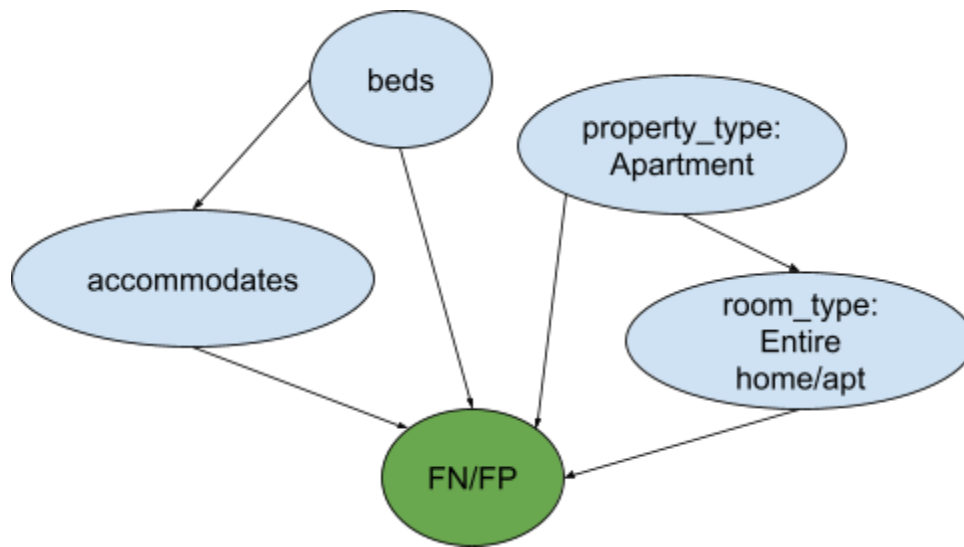 beds
property_type:
Apartment
accommodates
room_type:
Entire
home/apt
FN/FP